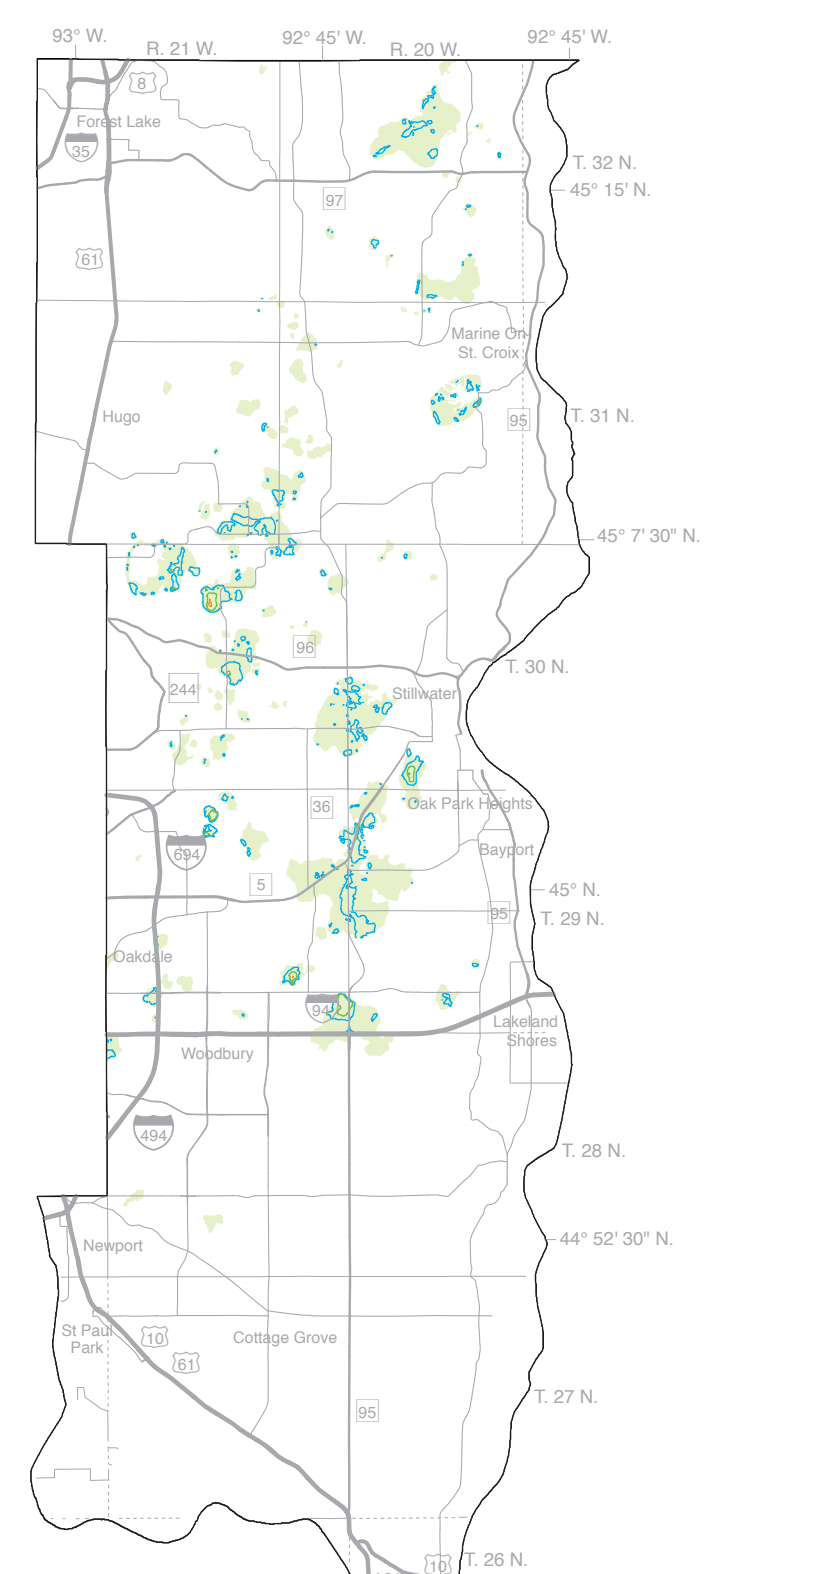 93° W.
R. 21 W.
92° 45' W.
R. 20 W.
92° 45' W.
8
Forest Lake
35
T. 32 N.
45° 15' N.
97
61
Marine On
St. Croix
Hugo
95
T. 31 N.
45° 7' 30" N.
96
T. 30 N.
244
Stillwater
36
Oak Park Heights
694
Bayport
5
45° N.
95
T. 29 N.
Oakdale
94
Lakeland
Shores
Woodbury
494
T. 28 N.
44° 52' 30" N.
Newport
St Paul
Park
10
Cottage Grove
61
T. 27 N.
95
10
T. 26 N.